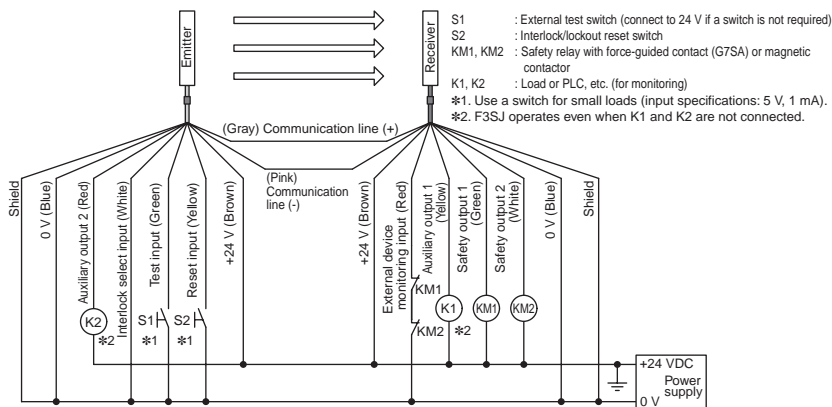 Emitter
Receiver
S1 : External test switch (connect to 24 V if a switch is not required)
S2 : Interlock/lockout reset switch
KM1, KM2 : Safety relay with force-guided contact (G7SA) or magnetic
contactor
K1, K2 : Load or PLC, etc. (for monitoring)
*1. Use a switch for small loads (input specifications: 5 V, 1 mA).
*2. F3SJ operates even when K1 and K2 are not connected.
(Gray) Communication line (+)
(Pink)
Communication
line (-)
Shield
0 V (Blue)
Auxiliary output 2 (Red)
Interlock select input (White)
Test input (Green)
Reset input (Yellow)
+24 V (Brown)
+24 V (Brown)
External device
monitoring input (Red)
Auxiliary output 1
(Yellow)
Safety output 1
(Green)
Safety output 2
(White)
0 V (Blue)
Shield
K2
*2
S1
*1
S2
*1
KM1
KM2
K1
*2
KM1
KM2
+24 VDC
Power
supply
0 V